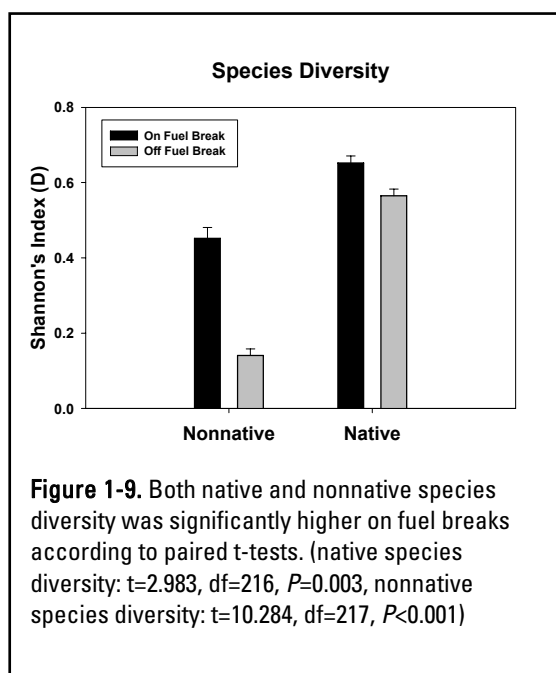 Species Diversity
0.8
On Fuel Break
Off Fuel Break
0.6
0.4
0.2
0.0
Shannon's Index (D)
Nonnative Native
Figure 1-9. Both native and nonnative species
diversity was significantly higher on fuel breaks
according to paired t-tests. (native species
diversity: t=2.983, df=216, P=0.003, nonnative
species diversity: t=10.284, df=217, P<0.001)